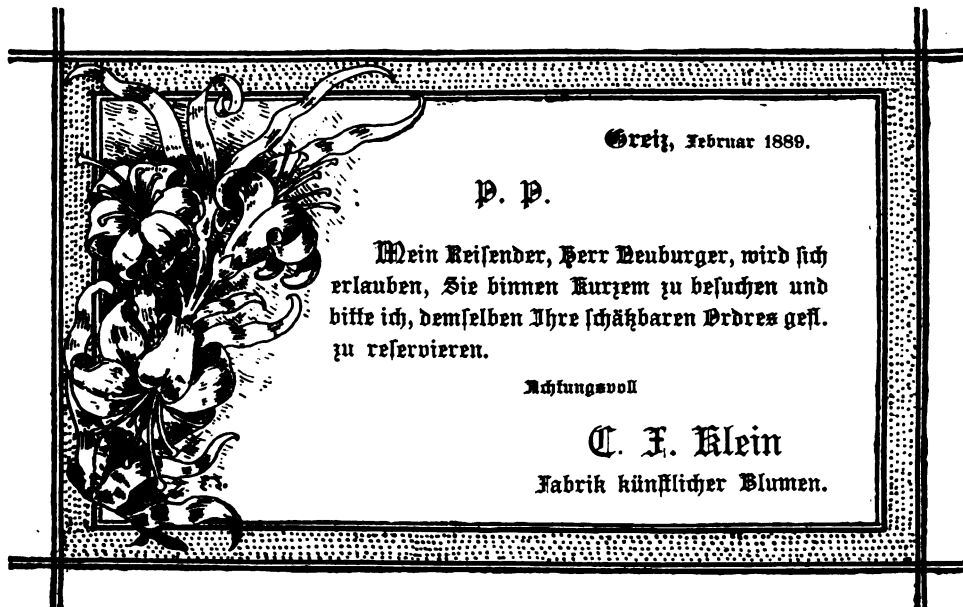 Greiz, Februar 1889.
P. P.
Mein Reiſender, Herr Neuburger, wird ſich
erlauben, Sie binnen Kurzem zu beſuchen und
bitte ich, demſelben Ihre ſchätzbaren Ordres gefl.
zu reſervieren.
Achtungsvoll
C. F. Klein
Fabrik künſtlicher Blumen.